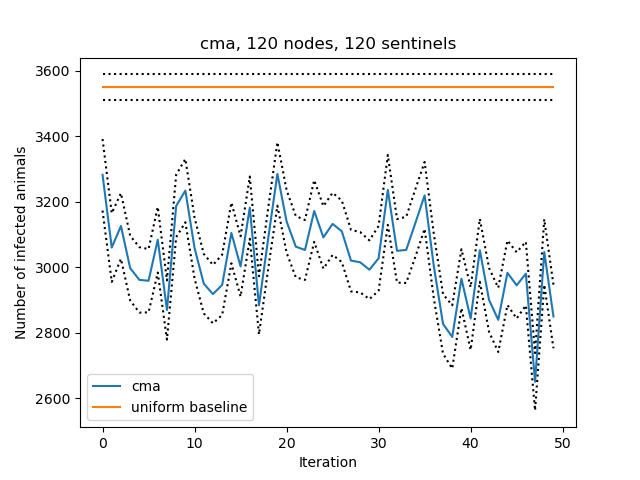 cma, 120 nodes, 120 sentinels
3600
3400
3200
3000
2800
2600
Number of infected animals
cma
uniform baseline
0 10 20 30 40 50
Iteration